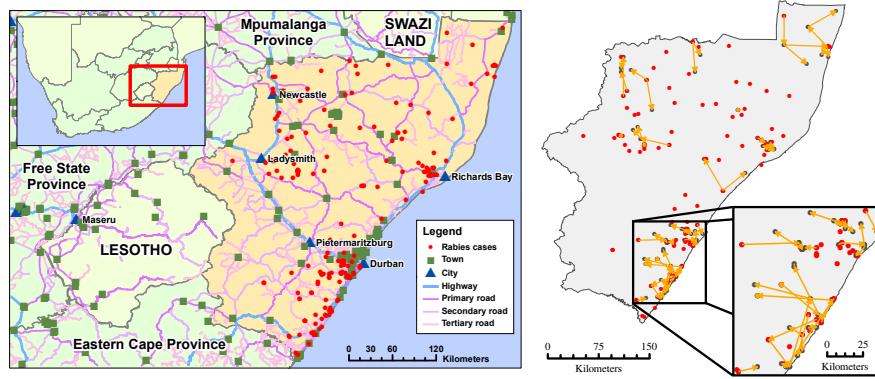 Mpumalanga
Province
SWAZI
LAND
Newcastle
Ladysmith
Richards Bay
Free State
Province
Maseru
LESOTHO
Pietermaritzburg
Durban
Eastern Cape Province
Legend
Rabies cases
Town
City
Highway
Primary road
Secondary road
Tertiary road
0 30 60 120
Kilometers
0 75 150
Kilometers
0 25
Kilometers